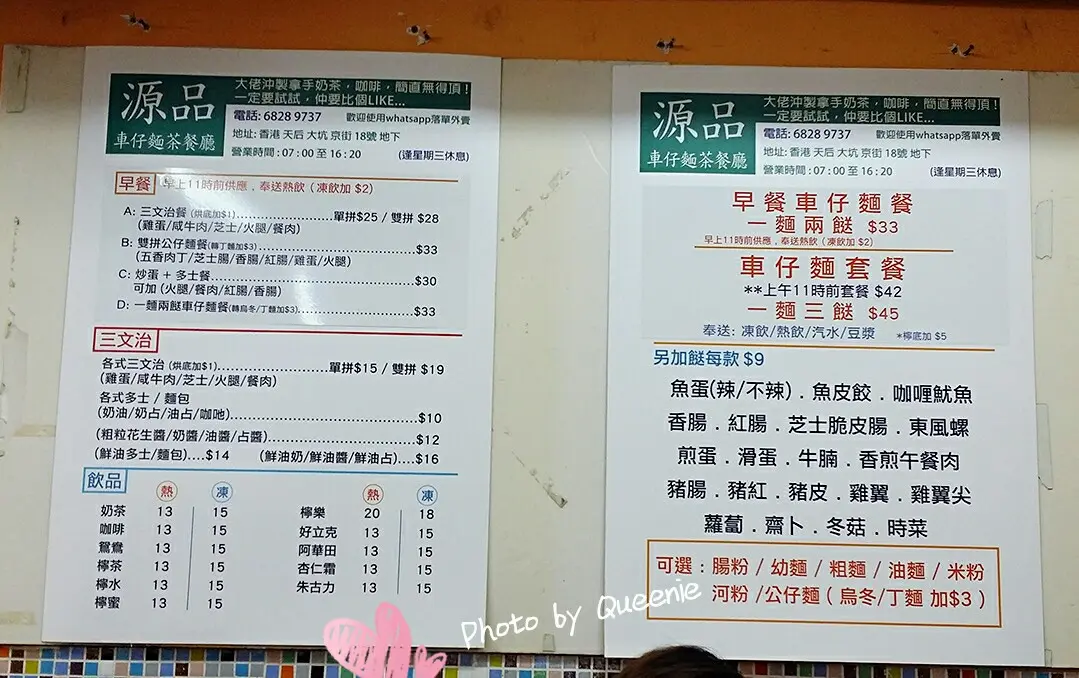 源品
車仔麵茶餐廳
大佬沖製拿手奶茶，咖啡，簡直無得頂！
一定要試試，仲要比個LIKE...
電話: 6828 9737 歡迎使用whatsapp落單外賣
地址: 香港 天后 大坑 京街 18號 地下
營業時間 : 07 : 00 至 16 : 20 (逢星期三休息)
早餐 早上11時前供應﹐奉送熱飲 ( 凍飲加 $2)
A: 三文治餐 (烘底加$1)........................單拼$25 / 雙拼 $28
(雞蛋/咸牛肉/芝士/火腿/餐肉)
B: 雙拼公仔麵餐(轉丁麵加$3)........................$33
(五香肉丁/芝士腸/香腸/紅腸/雞蛋/火腿)
C: 炒蛋 + 多士餐........................$30
可加 (火腿/餐肉/紅腸/香腸)
D: 一麵兩餸車仔麵餐(轉烏冬/丁麵加$3)........................$33
三文治
各式三文治 (烘底加$1)........................單拼$15 / 雙拼 $19
(雞蛋/咸牛肉/芝士/火腿/餐肉)
各式多士 / 麵包
(奶油/奶占/油占/咖吔)........................$10
(粗粒花生醬/奶醬/油醬/占醬)........................$12
(鮮油多士/麵包)....$14 (鮮油奶/鮮油醬/鮮油占)....$16
飲品
熱 凍 熱 凍
奶茶 13 15 檸樂 20 18
咖啡 13 15 好立克 13 15
鴛鴦 13 15 阿華田 13 15
檸茶 13 15 杏仁霜 13 15
檸水 13 15 朱古力 13 15
檸蜜 13 15
源品
車仔麵茶餐廳
大佬沖製拿手奶茶，咖啡，簡直無得頂！
一定要試試，仲要比個LIKE...
電話: 6828 9737 歡迎使用whatsapp落單外賣
地址: 香港 天后 大坑 京街 18號 地下
營業時間 : 07 : 00 至 16 : 20 (逢星期三休息)
早餐車仔麵餐
一麵兩餸 $33
早上11時前供應﹐奉送熱飲 ( 凍飲加 $2)
車仔麵套餐
**上午11時前套餐 $42
一麵三餸 $45
奉送: 凍飲/熱飲/汽水/豆漿 *檸底加 $5
另加餸每款 $9
魚蛋(辣/不辣) . 魚皮餃 . 咖喱魷魚
香腸 . 紅腸 . 芝士脆皮腸 . 東風螺
煎蛋 . 滑蛋 . 牛腩 . 香煎午餐肉
豬腸 . 豬紅 . 豬皮 . 雞翼 . 雞翼尖
蘿蔔 . 齋卜 . 冬菇 . 時菜
可選 : 腸粉 / 幼麵 / 粗麵 / 油麵 / 米粉
河粉 /公仔麵 ( 烏冬/丁麵 加$3 )
Photo by Queenie